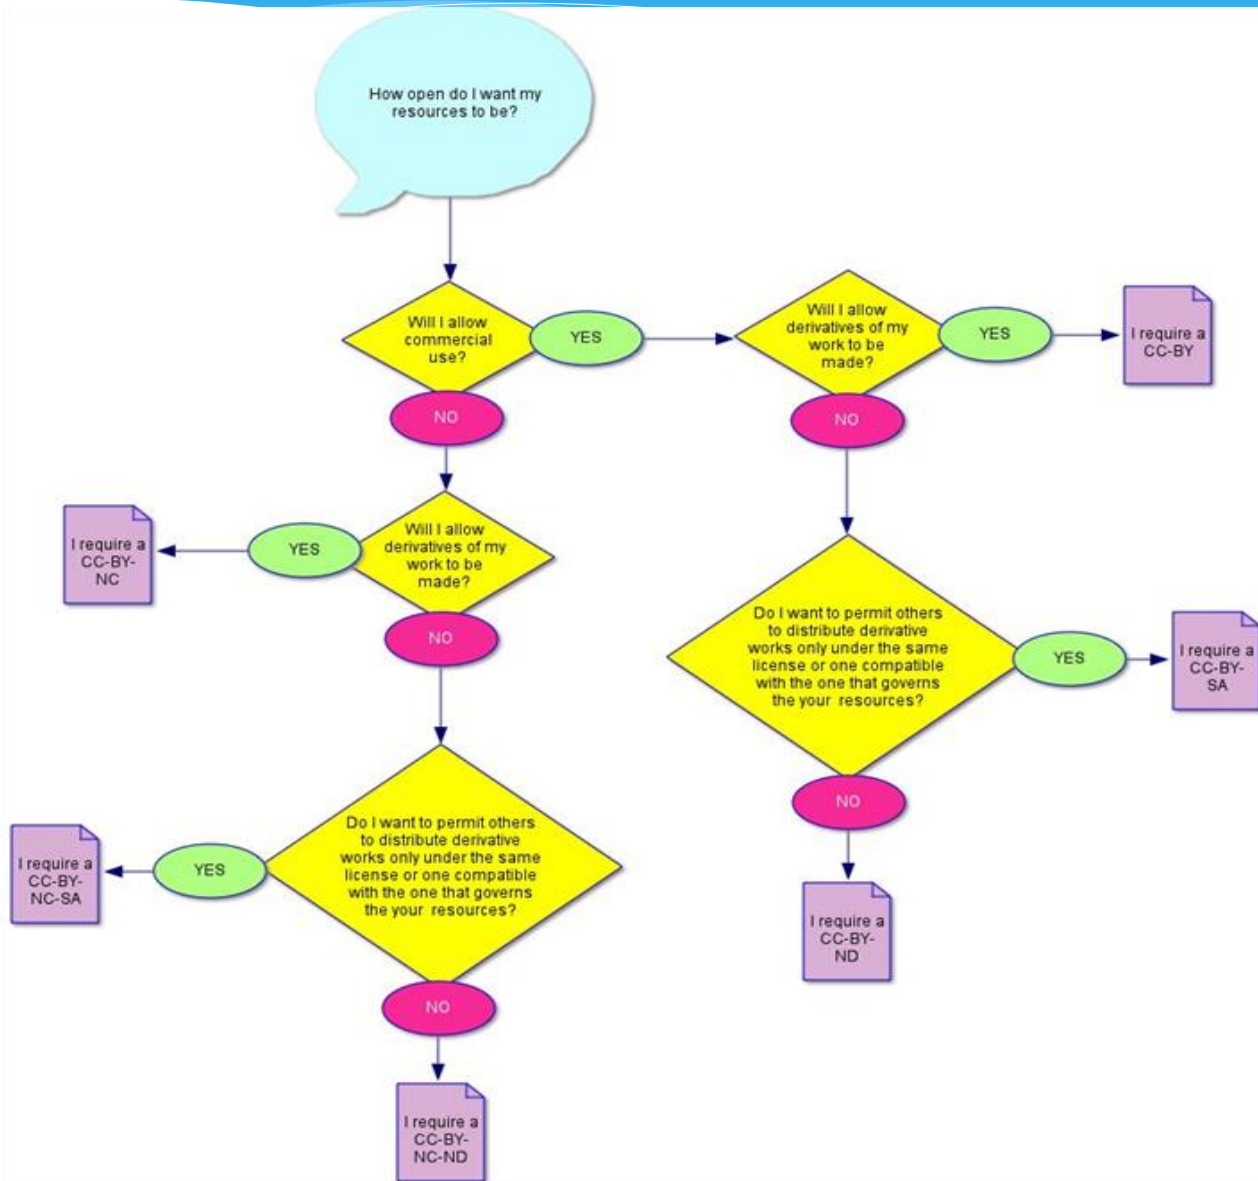 How open do I want my
resources to be?
Will I allow
commercial
use?
YES
Will I allow
derivatives of my
work to be
made?
YES
I require a
CC-BY
NO
NO
I require a
CC-BY-
NC
YES
Will I allow
derivatives of my
work to be
made?
NO
Do I want to permit others
to distribute derivative
works only under the same
license or one compatible
with the one that governs
the your resources?
YES
I require a
CC-BY-
SA
NO
I require a
CC-BY-
ND
I require a
CC-BY-
NC-SA
YES
Do I want to permit others
to distribute derivative
works only under the same
license or one compatible
with the one that governs
the your resources?
NO
I require a
CC-BY-
NC-ND